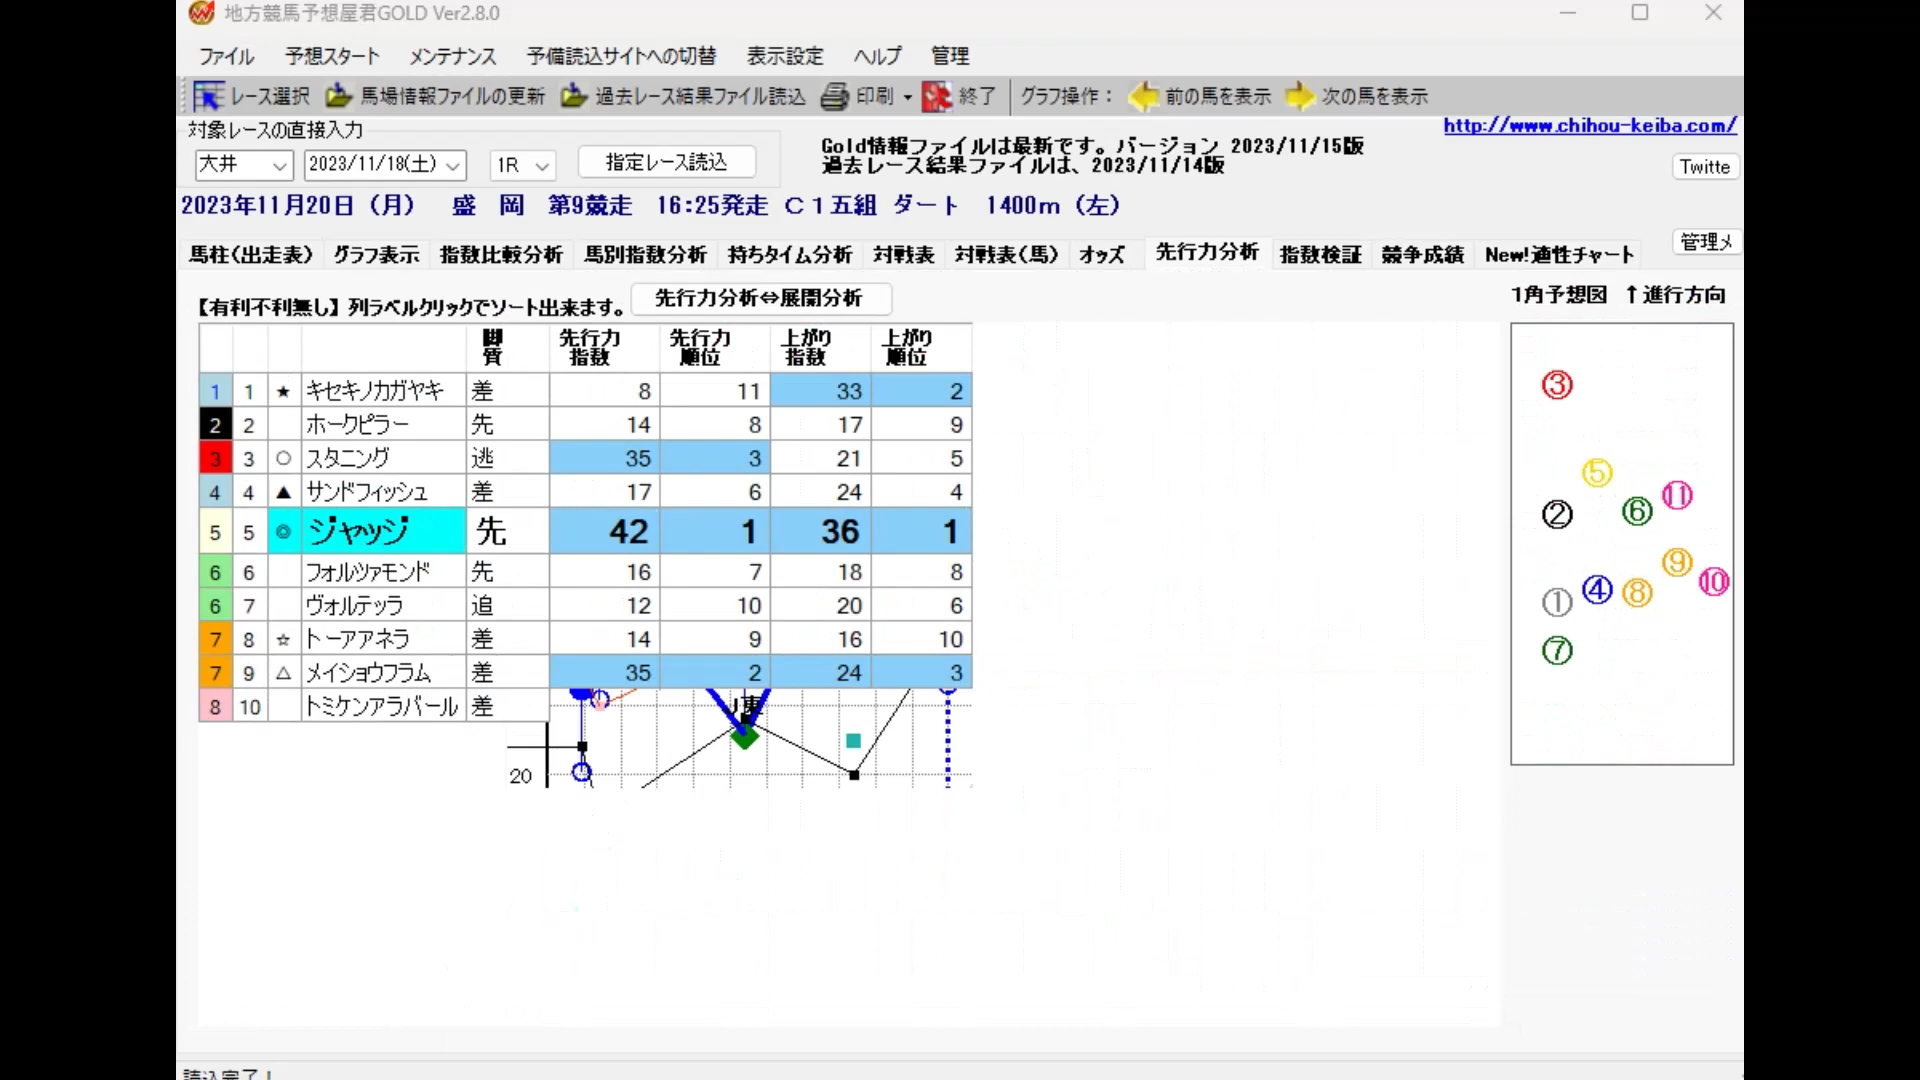 地方競馬予想屋君GOLD Ver2.8.0
ファイル 予想スタート メンテナンス 予備読込サイトへの切替 表示設定 ヘルプ 管理
レース選択 馬場情報ファイルの更新 過去レース結果ファイル読込 印刷 終了 グラフ操作： 前の馬を表示 次の馬を表示
対象レースの直接入力
大井 2023/11/18(土) 1R 指定レース読込
Gold情報ファイルは最新です。バージョン 2023/11/15版
過去レース結果ファイルは、2023/11/14版
http://www.chihou-keiba.com/
Twitte
2023年11月20日（月） 盛 岡 第9競走 16:25発走 Ｃ１五組 ダート 1400m（左）
管理メ
馬柱(出走表) グラフ表示 指数比較分析 馬別指数分析 持ちタイム分析 対戦表 対戦表(馬) オッズ 先行力分析 指数検証 競争成績 New!適性チャート
【有利不利無し】列ラベルクリックでソート出来ます。 先行力分析⇔展開分析
1角予想図 ↑進行方向
脚質 先行力指数 先行力順位 上がり指数 上がり順位
1 1 ★ キセキノカガヤキ 差 8 11 33 2
2 2 ホークピラー 先 14 8 17 9
3 3 ○ スタニング 逃 35 3 21 5
4 4 ▲ サンドフィッシュ 差 17 6 24 4
5 5 ◎ ジャッジ 先 42 1 36 1
6 6 フォルツァモンド 先 16 7 18 8
6 7 ヴォルテッラ 追 12 10 20 6
7 8 ☆ トーアアネラ 差 14 9 16 10
7 9 △ メイショウフラム 差 35 2 24 3
8 10 トミケンアラバール 差
20
③
⑤
⑪
②
⑥
⑨
⑩
①
④
⑧
⑦
読込完了！